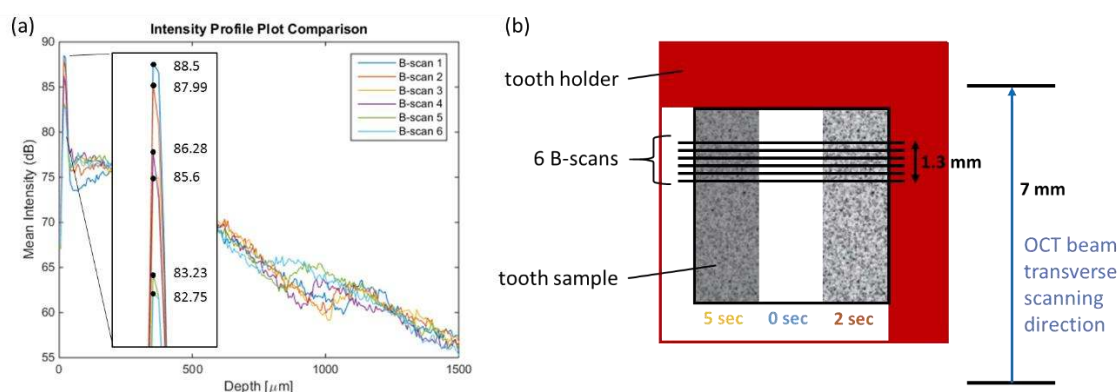 (a)
Intensity Profile Plot Comparison
Mean Intensity (dB)
90
85
80
75
70
65
60
55
88.5
87.99
86.28
85.6
83.23
82.75
B-scan 1
B-scan 2
B-scan 3
B-scan 4
B-scan 5
B-scan 6
0
500
1000
1500
Depth [μm]
(b)
tooth holder
6 B-scans
tooth sample
1.3 mm
5 sec
0 sec
2 sec
7 mm
OCT beam
transverse
scanning
direction